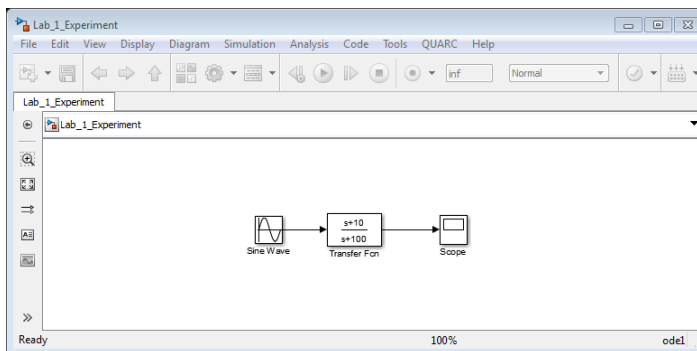 Lab_1_Experiment
File Edit View Display Diagram Simulation Analysis Code Tools QUARC Help
inf Normal
Lab_1_Experiment
Lab_1_Experiment
s+10
s+100
Sine Wave Transfer Fcn Scope
Ready 100% ode1